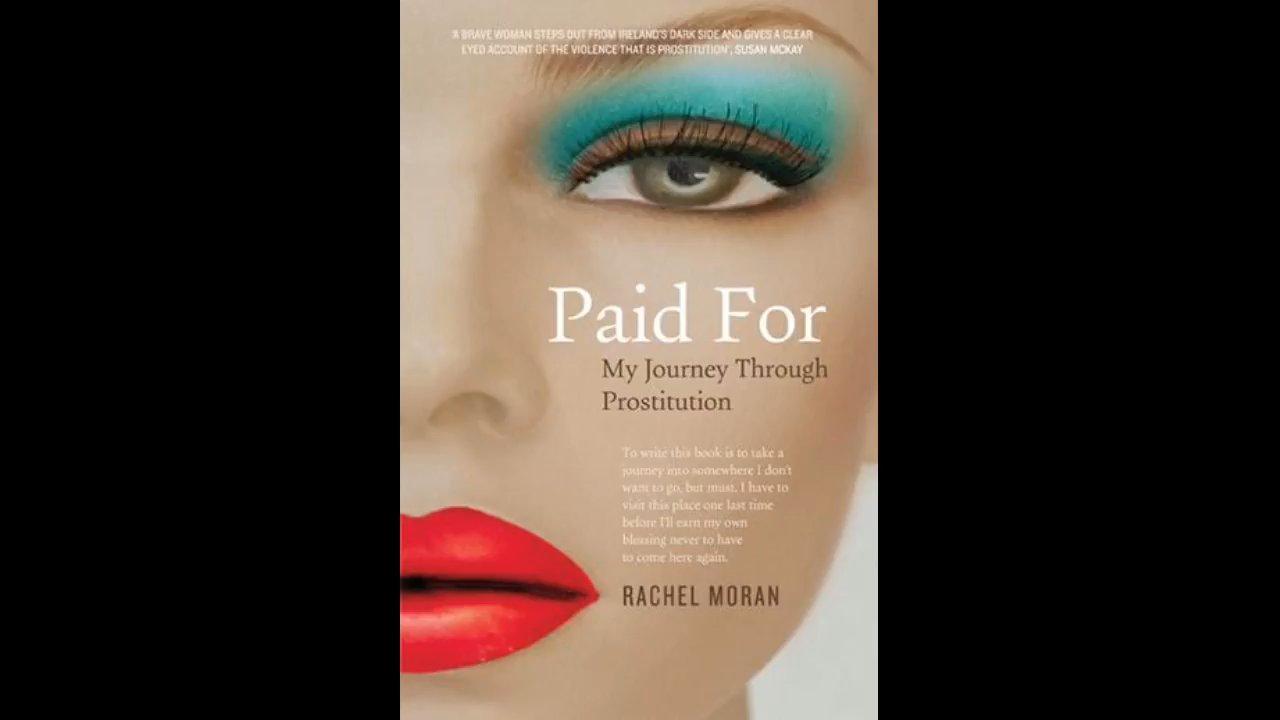 'A BRAVE WOMAN STEPS OUT FROM IRELAND'S DARK SIDE AND GIVES A CLEAR
EYED ACCOUNT OF THE VIOLENCE THAT IS PROSTITUTION', SUSAN MCKAY
Paid For
My Journey Through
Prostitution
To write this book is to take a
journey into somewhere I don't
want to go, but must. I have to
visit this place one last time
before I'll earn my own
blessing never to have
to come here again.
RACHEL MORAN